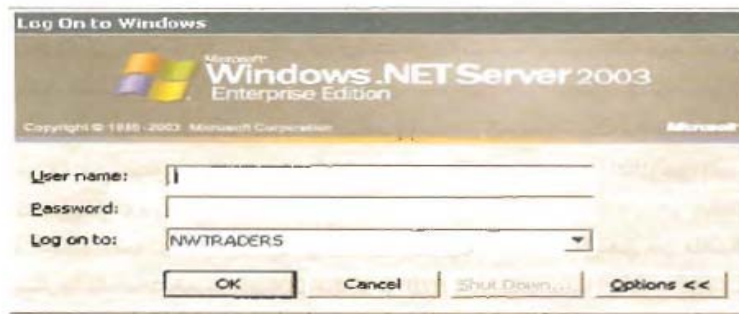 Log On to Windows
Microsoft
Windows .NET Server 2003
Enterprise Edition
Copyright © 1985-2003 Microsoft Corporation Microsoft
User name:
Password:
Log on to: NWTRADERS
OK Cancel Shut Down... Options <<